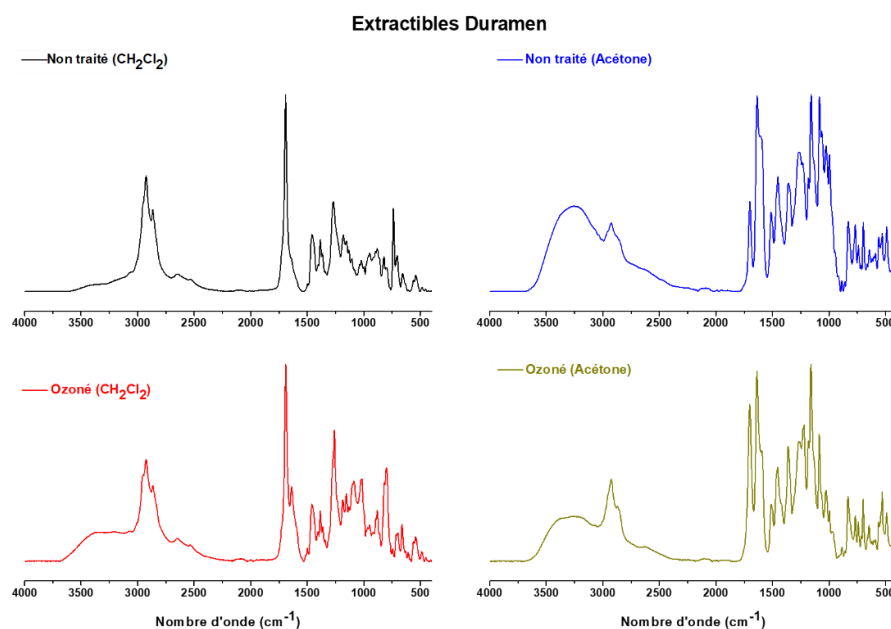 Extractibles Duramen
Non traité (CH2Cl2)
Non traité (Acétone)
4000 3500 3000 2500 2000 1500 1000 500
4000 3500 3000 2500 2000 1500 1000 500
Ozoné (CH2Cl2)
Ozoné (Acétone)
4000 3500 3000 2500 2000 1500 1000 500
4000 3500 3000 2500 2000 1500 1000 500
Nombre d'onde (cm-1)
Nombre d'onde (cm-1)